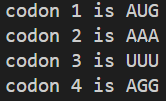 codon 1 is AUG
codon 2 is AAA
codon 3 is UUU
codon 4 is AGG